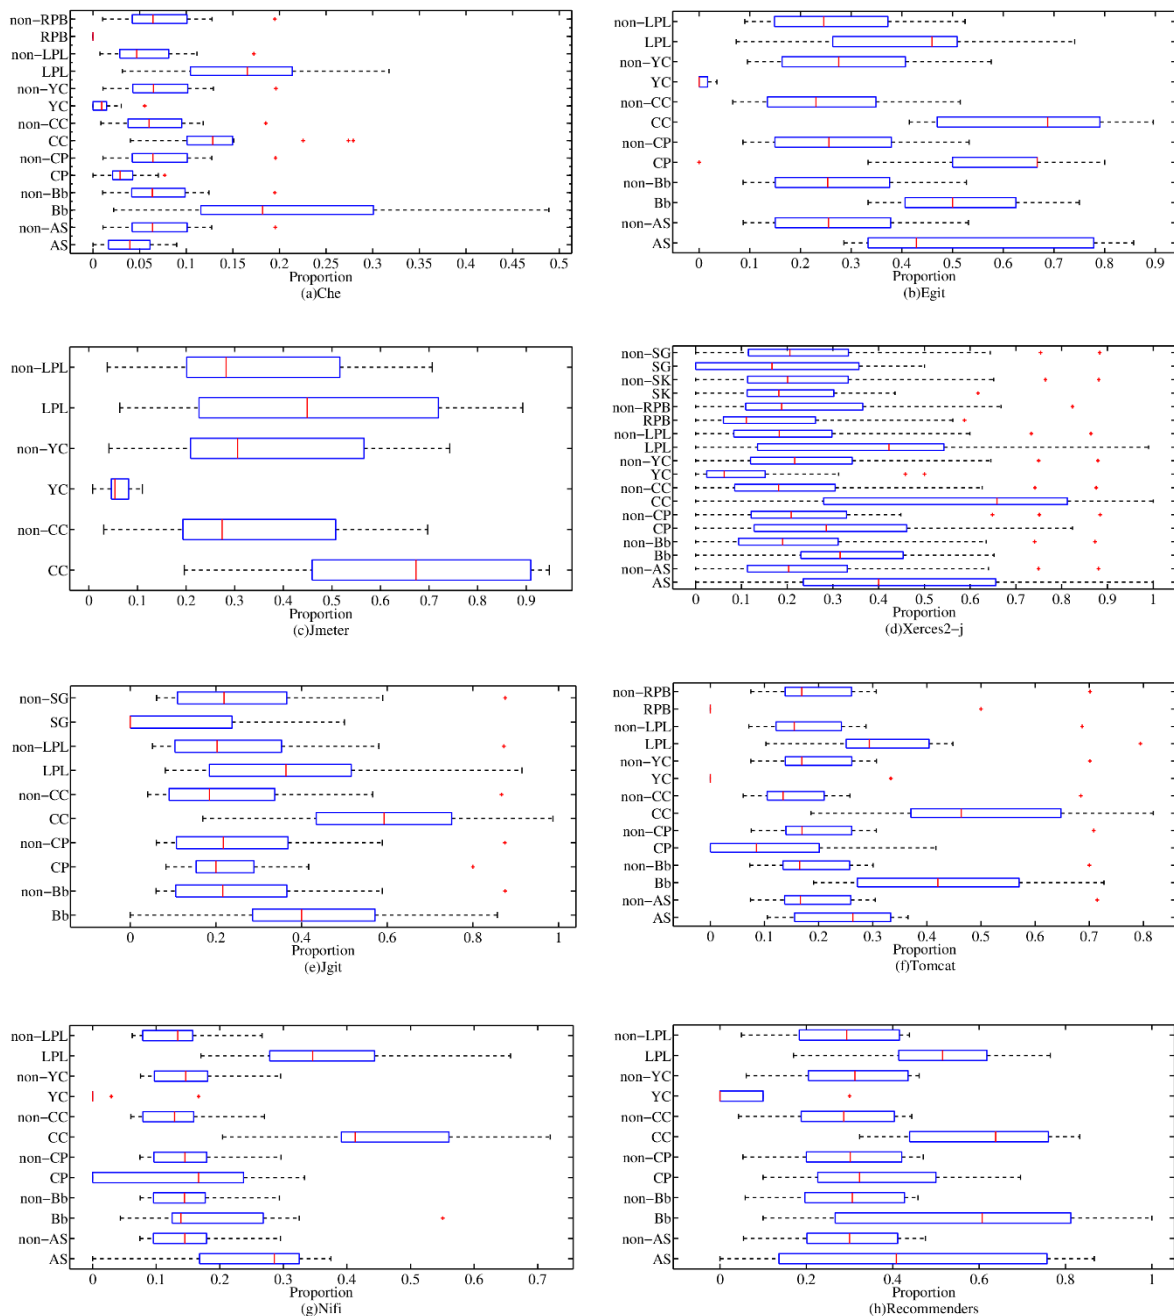 non−RPB
RPB
non−LPL
LPL
non−YC
YC
non−CC
CC
non−CP
CP
non−Bb
Bb
non−AS
AS
0 0.05 0.1 0.15 0.2 0.25 0.3 0.35 0.4 0.45 0.5
Proportion
(a)Che
non−LPL
LPL
non−YC
YC
non−CC
CC
non−CP
CP
non−Bb
Bb
non−AS
AS
0 0.1 0.2 0.3 0.4 0.5 0.6 0.7 0.8 0.9
Proportion
(b)Egit
non−LPL
LPL
non−YC
YC
non−CC
CC
0 0.1 0.2 0.3 0.4 0.5 0.6 0.7 0.8 0.9
Proportion
(c)Jmeter
non−SG
SG
non−SK
SK
non−RPB
RPB
non−LPL
LPL
non−YC
YC
non−CC
CC
non−CP
CP
non−Bb
Bb
non−AS
AS
0 0.1 0.2 0.3 0.4 0.5 0.6 0.7 0.8 0.9 1
Proportion
(d)Xerces2−j
non−SG
SG
non−LPL
LPL
non−CC
CC
non−CP
CP
non−Bb
Bb
0 0.2 0.4 0.6 0.8 1
Proportion
(e)Jgit
non−RPB
RPB
non−LPL
LPL
non−YC
YC
non−CC
CC
non−CP
CP
non−Bb
Bb
non−AS
AS
0 0.1 0.2 0.3 0.4 0.5 0.6 0.7 0.8
Proportion
(f)Tomcat
non−LPL
LPL
non−YC
YC
non−CC
CC
non−CP
CP
non−Bb
Bb
non−AS
AS
0 0.1 0.2 0.3 0.4 0.5 0.6 0.7
Proportion
(g)Nifi
non−LPL
LPL
non−YC
YC
non−CC
CC
non−CP
CP
non−Bb
Bb
non−AS
AS
0 0.2 0.4 0.6 0.8 1
Proportion
(h)Recommenders